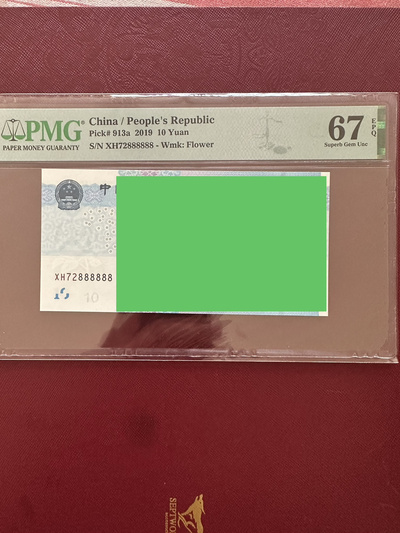 PMG
PAPER MONEY GUARANTY
China / People's Republic
Pick# 913a 2019 10 Yuan
S/N XH72888888 - Wmk: Flower
67 EPQ
Superb Gem Unc
中
XH72888888
10